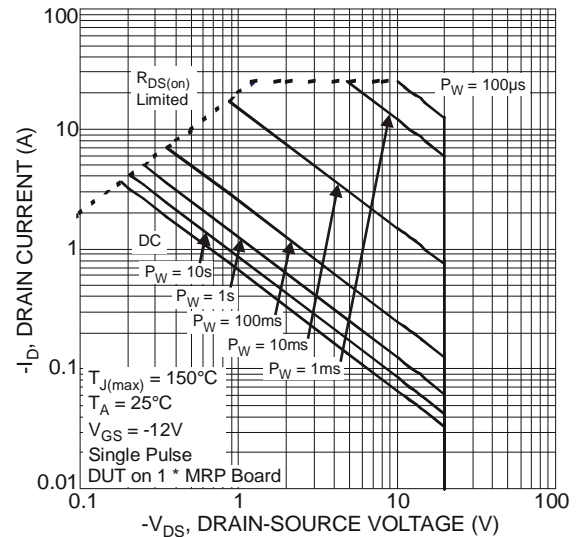 100
10
1
0.1
0.01
-I_D, DRAIN CURRENT (A)
R_DS(on)
Limited
P_W = 100µs
DC
P_W = 10s
P_W = 1s
P_W = 100ms
P_W = 10ms
P_W = 1ms
T_J(max) = 150°C
T_A = 25°C
V_GS = -12V
Single Pulse
DUT on 1 * MRP Board
0.1 1 10 100
-V_DS, DRAIN-SOURCE VOLTAGE (V)